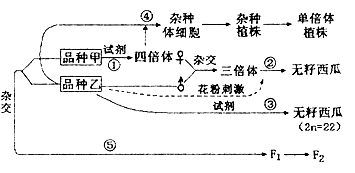 ④ 杂种体细胞 杂种植株 单倍体植株
品种甲 试剂 ① 四倍体 ♀ 杂交 三倍体 ② 无籽西瓜
品种乙 ♂ 花粉刺激
杂交 试剂 ③ 无籽西瓜
(2n=22)
⑤ F₁ F₂